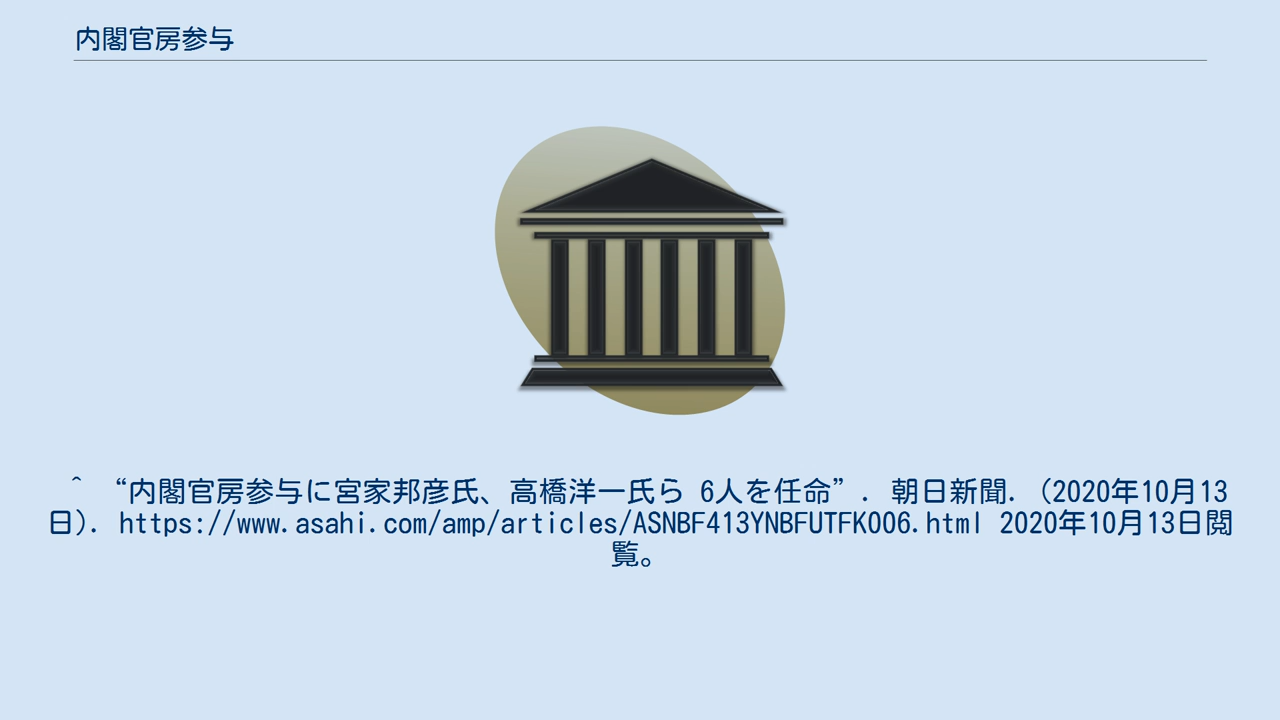 内閣官房参与
^ “内閣官房参与に宮家邦彦氏、高橋洋一氏ら 6人を任命”. 朝日新聞. (2020年10月13
日). https://www.asahi.com/amp/articles/ASNBF413YNBFUTFK006.html 2020年10月13日閲
覧。